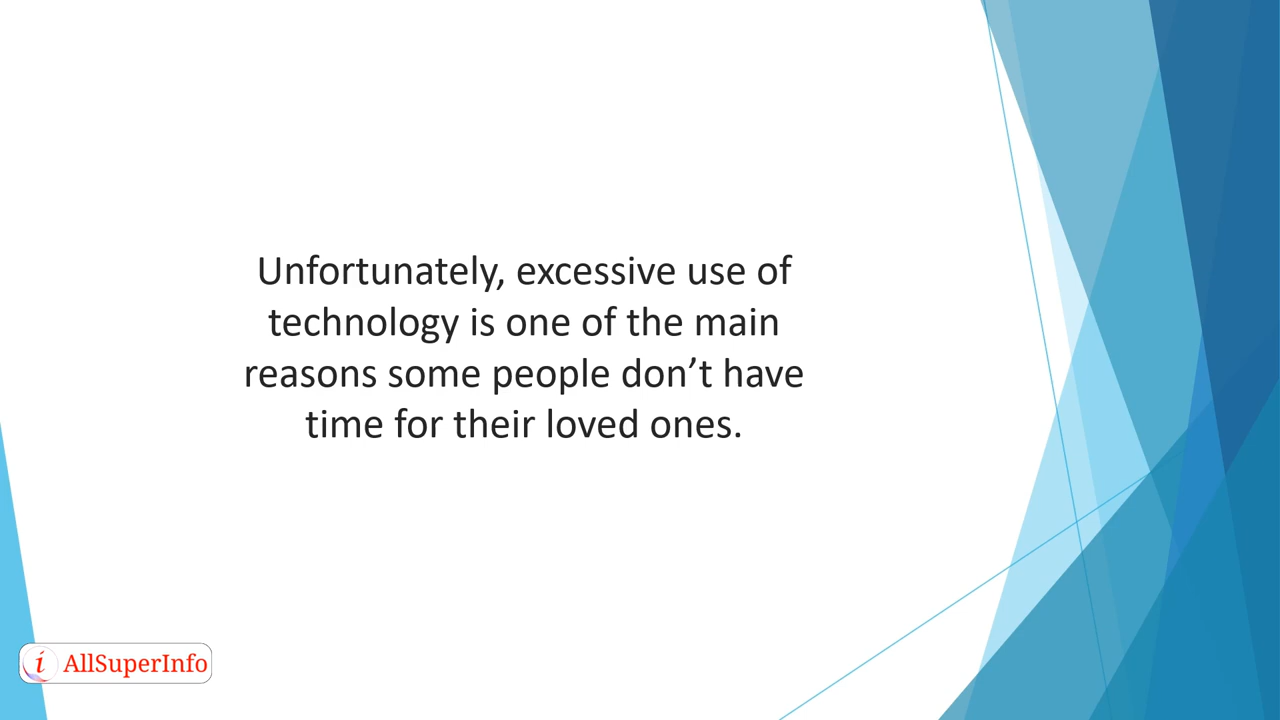 Unfortunately, excessive use of
technology is one of the main
reasons some people don’t have
time for their loved ones.
i AllSuperInfo